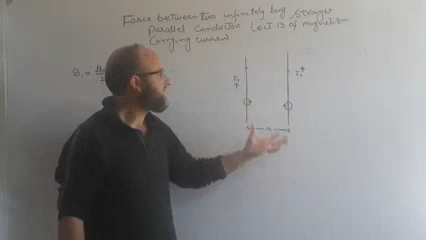 Force between two infinitely long straight
Parallel conductor Lect 13 of magnetism
Carrying current
B₁ =
I₁
I₂